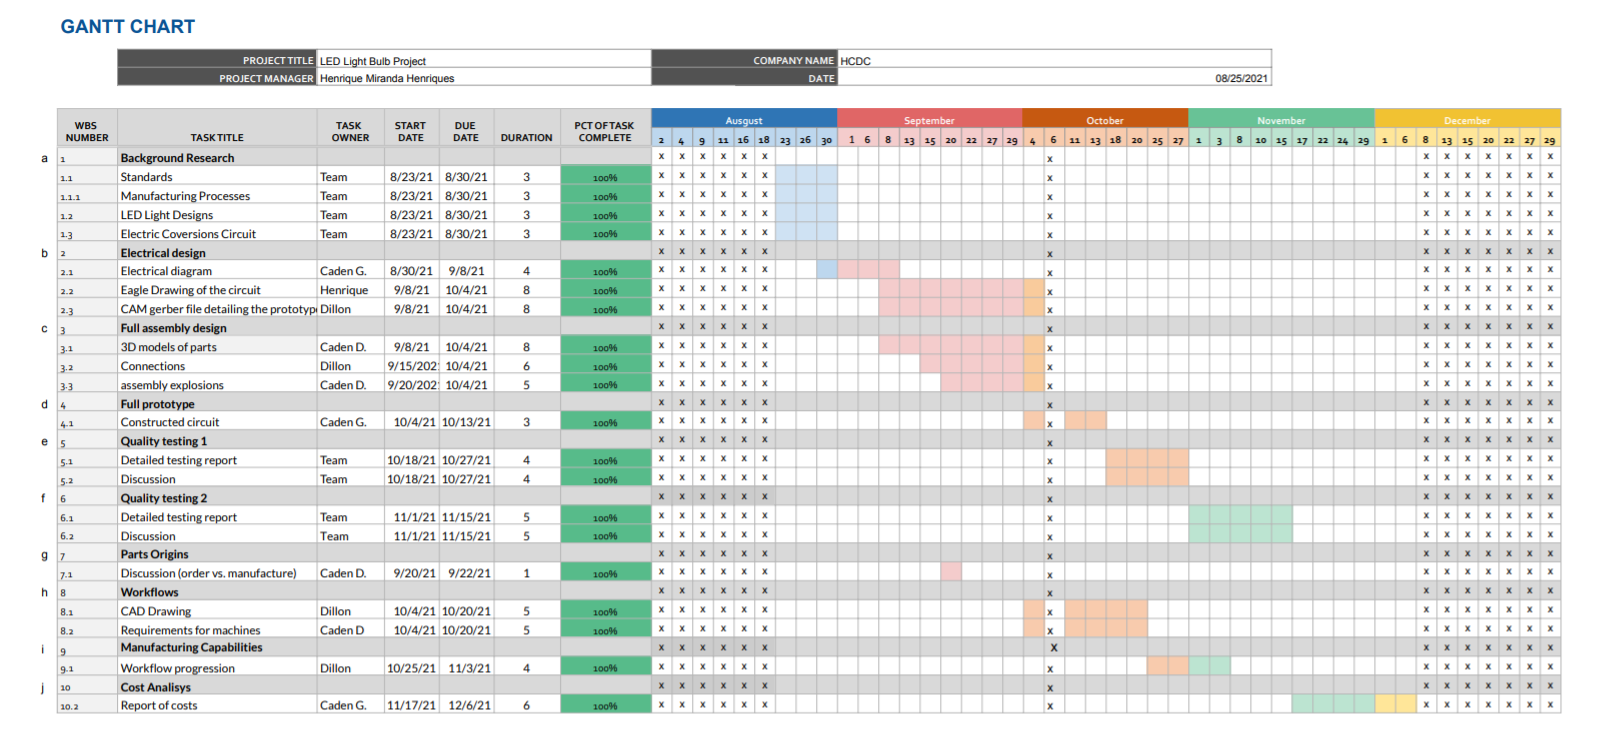 GANTT CHART
PROJECT TITLE LED Light Bulb Project COMPANY NAME HCDC
PROJECT MANAGER Henrique Miranda Henriques DATE 08/25/2021
WBS NUMBER TASK TITLE TASK OWNER START DATE DUE DATE DURATION PCT OF TASK COMPLETE Ausgust September October November December
2 4 9 11 16 18 23 26 30 1 6 8 13 15 20 22 27 29 4 6 11 13 18 20 25 27 1 3 8 10 15 17 22 24 29 1 6 8 13 15 20 22 27 29
a 1 Background Research x x x x x x x x x x x x x x
1.1 Standards Team 8/23/21 8/30/21 3 100% x x x x x x x x x x x x x x
1.1.1 Manufacturing Processes Team 8/23/21 8/30/21 3 100% x x x x x x x x x x x x x x
1.2 LED Light Designs Team 8/23/21 8/30/21 3 100% x x x x x x x x x x x x x x
1.3 Electric Coversions Circuit Team 8/23/21 8/30/21 3 100% x x x x x x x x x x x x x x
b 2 Electrical design x x x x x x x x x x x x x x
2.1 Electrical diagram Caden G. 8/30/21 9/8/21 4 100% x x x x x x x x x x x x x x
2.2 Eagle Drawing of the circuit Henrique 9/8/21 10/4/21 8 100% x x x x x x x x x x x x x x
2.3 CAM gerber file detailing the prototyp Dillon 9/8/21 10/4/21 8 100% x x x x x x x x x x x x x x
c 3 Full assembly design x x x x x x x x x x x x x x
3.1 3D models of parts Caden D. 9/8/21 10/4/21 8 100% x x x x x x x x x x x x x x
3.2 Connections Dillon 9/15/202 10/4/21 6 100% x x x x x x x x x x x x x x
3.3 assembly explosions Caden D. 9/20/202 10/4/21 5 100% x x x x x x x x x x x x x x
d 4 Full prototype x x x x x x x x x x x x x x
4.1 Constructed circuit Caden G. 10/4/21 10/13/21 3 100% x x x x x x x x x x x x x x
e 5 Quality testing 1 x x x x x x x x x x x x x x
5.1 Detailed testing report Team 10/18/21 10/27/21 4 100% x x x x x x x x x x x x x x
5.2 Discussion Team 10/18/21 10/27/21 4 100% x x x x x x x x x x x x x x
f 6 Quality testing 2 x x x x x x x x x x x x x x
6.1 Detailed testing report Team 11/1/21 11/15/21 5 100% x x x x x x x x x x x x x x
6.2 Discussion Team 11/1/21 11/15/21 5 100% x x x x x x x x x x x x x x
g 7 Parts Origins x x x x x x x x x x x x x x
7.1 Discussion (order vs. manufacture) Caden D. 9/20/21 9/22/21 1 100% x x x x x x x x x x x x x x
h 8 Workflows x x x x x x x x x x x x x x
8.1 CAD Drawing Dillon 10/4/21 10/20/21 5 100% x x x x x x x x x x x x x x
8.2 Requirements for machines Caden D 10/4/21 10/20/21 5 100% x x x x x x x x x x x x x x
i 9 Manufacturing Capabilities x x x x x x x x x x x x x x
9.1 Workflow progression Dillon 10/25/21 11/3/21 4 100% x x x x x x x x x x x x x x
j 10 Cost Analisys x x x x x x x x x x x x x x
10.2 Report of costs Caden G. 11/17/21 12/6/21 6 100% x x x x x x x x x x x x x x